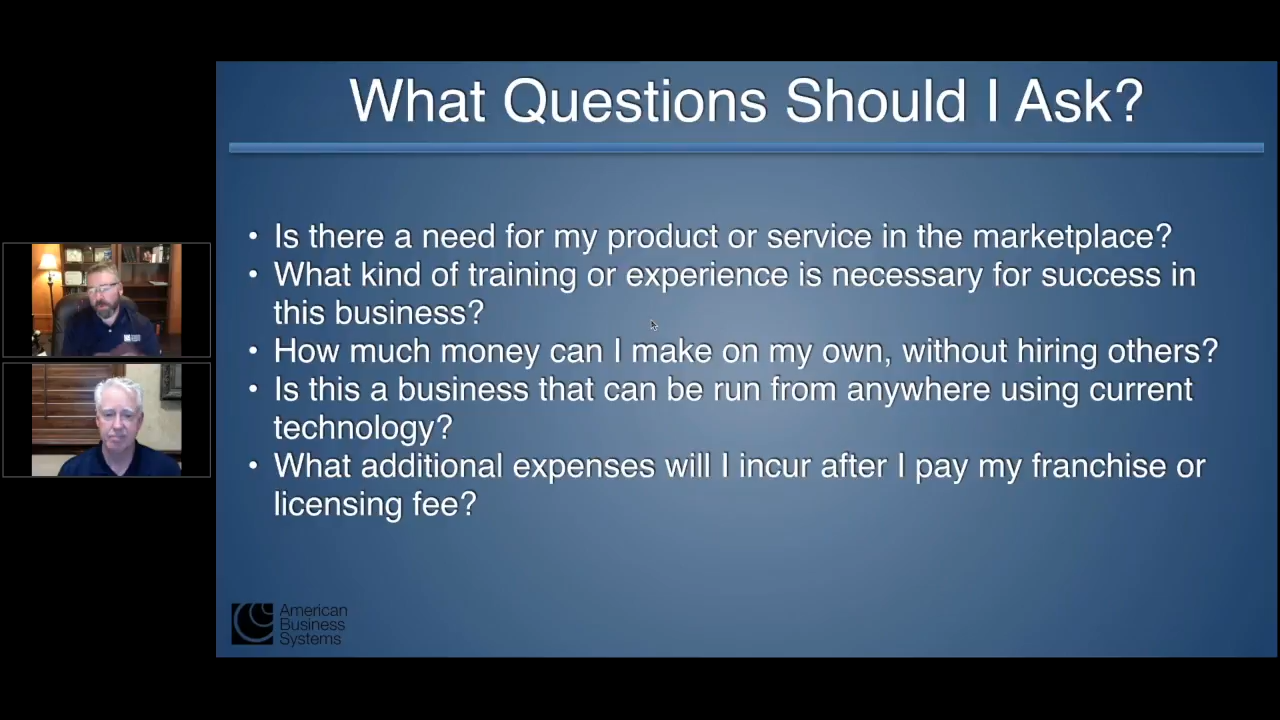 What Questions Should I Ask?
• Is there a need for my product or service in the marketplace?
• What kind of training or experience is necessary for success in
this business?
• How much money can I make on my own, without hiring others?
• Is this a business that can be run from anywhere using current
technology?
• What additional expenses will I incur after I pay my franchise or
licensing fee?
American
Business
Systems